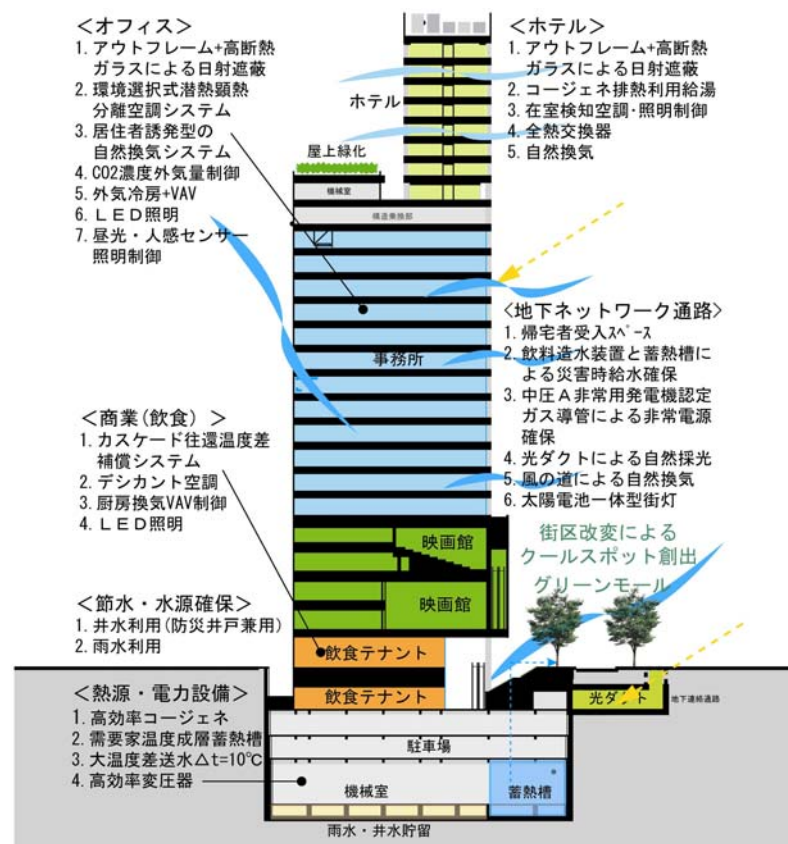 <オフィス>
1. アウトフレーム+高断熱
ガラスによる日射遮蔽
2. 環境選択式潜熱顕熱
分離空調システム
3. 居住者誘発型の
自然換気システム
4. CO2濃度外気量制御
5. 外気冷房+VAV
6. ＬＥＤ照明
7. 昼光・人感センサー
照明制御
<ホテル>
1. アウトフレーム+高断熱
ガラスによる日射遮蔽
2. コージェネ排熱利用給湯
3. 在室検知空調・照明制御
4. 全熱交換器
5. 自然換気
ホテル
屋上緑化
機械室
構造乗換部
事務所
<地下ネットワーク通路>
1. 帰宅者受入ｽﾍﾟｰｽ
2. 飲料造水装置と蓄熱槽に
よる災害時給水確保
3. 中圧Ａ非常用発電機認定
ガス導管による非常電源
確保
4. 光ダクトによる自然採光
5. 風の道による自然換気
6. 太陽電池一体型街灯
<商業(飲食) >
1. カスケード往還温度差
補償システム
2. デシカント空調
3. 厨房換気VAV制御
4. ＬＥＤ照明
街区改変による
クールスポット創出
グリーンモール
映画館
映画館
<節水・水源確保>
1. 井水利用(防災井戸兼用)
2. 雨水利用
飲食テナント
飲食テナント
光ダクト
地下連絡通路
<熱源・電力設備>
1. 高効率コージェネ
2. 需要家温度成層蓄熱槽
3. 大温度差送水△t=10℃
4. 高効率変圧器
駐車場
機械室
蓄熱槽
雨水・井水貯留